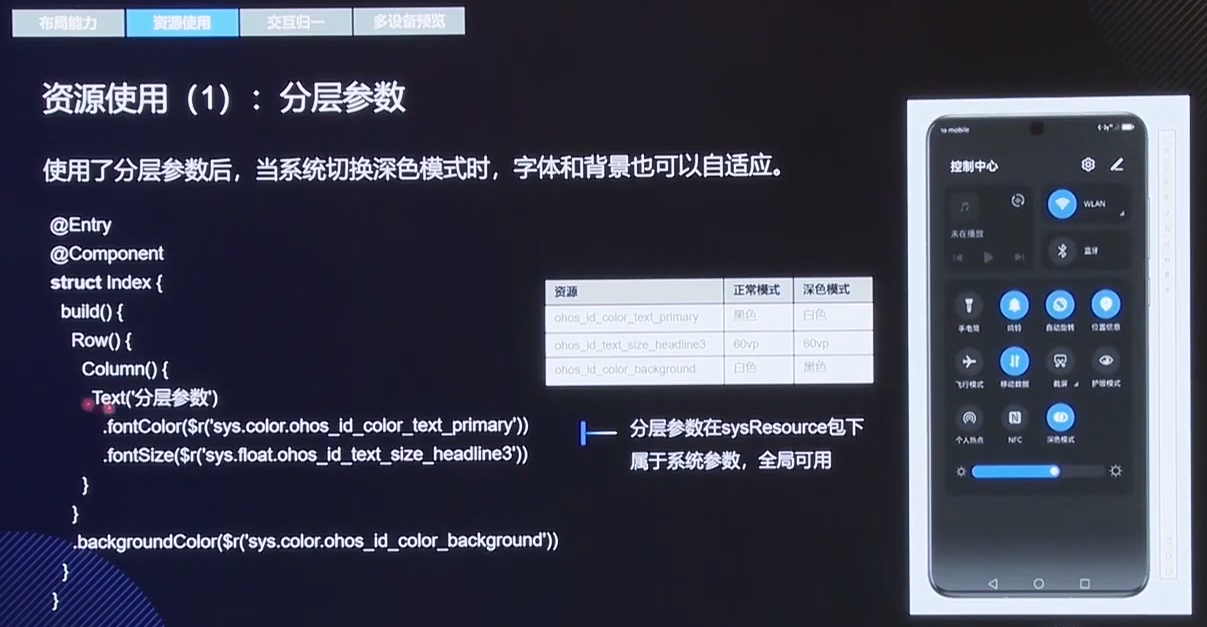 布局能力
资源使用
交互归一
多设备预览
资源使用（1）：分层参数
使用了分层参数后，当系统切换深色模式时，字体和背景也可以自适应。
@Entry
@Component
struct Index {
build() {
Row() {
Column() {
Text('分层参数')
.fontColor($r('sys.color.ohos_id_color_text_primary'))
.fontSize($r('sys.float.ohos_id_text_size_headline3'))
}
}
.backgroundColor($r('sys.color.ohos_id_color_background'))
}
}
资源 正常模式 深色模式
ohos_id_color_text_primary 黑色 白色
ohos_id_text_size_headline3 60vp 60vp
ohos_id_color_background 白色 黑色
分层参数在sysResource包下
属于系统参数，全局可用
控制中心
WLAN
未在播放
蓝牙
手电筒 响铃 自动旋转 位置信息
飞行模式 移动数据 截屏 护眼模式
个人热点 NFC 深色模式